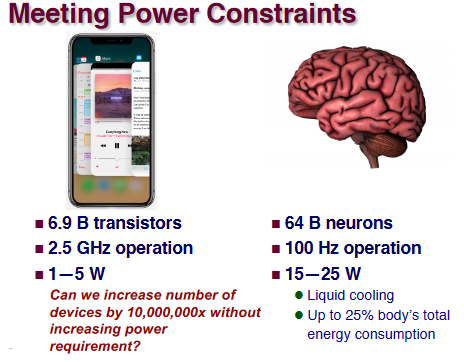 Meeting Power Constraints
6.9 B transistors
2.5 GHz operation
1—5 W
Can we increase number of
devices by 10,000,000x without
increasing power
requirement?
64 B neurons
100 Hz operation
15—25 W
Liquid cooling
Up to 25% body's total
energy consumption